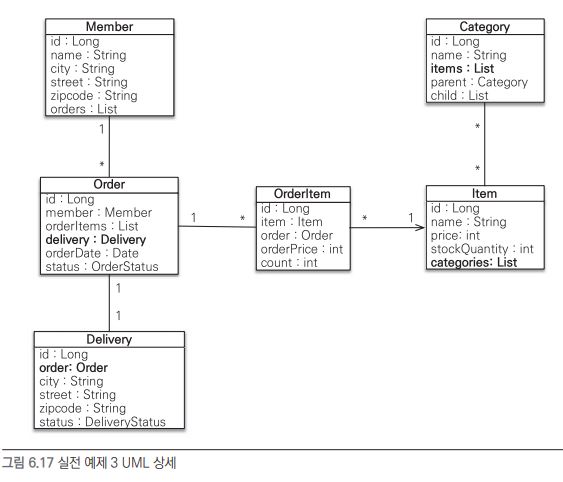 Member
id : Long
name : String
city : String
street : String
zipcode : String
orders : List
Category
id : Long
name : String
items : List
parent : Category
child : List
1
*
*
*
Order
id : Long
member : Member
orderItems : List
delivery : Delivery
orderDate : Date
status : OrderStatus
1
*
OrderItem
id : Long
item : Item
order : Order
orderPrice : int
count : int
*
1
Item
id : Long
name : String
price: int
stockQuantity : int
categories: List
1
1
Delivery
id : Long
order: Order
city : String
street : String
zipcode : String
status : DeliveryStatus
그림 6.17 실전 예제 3 UML 상세